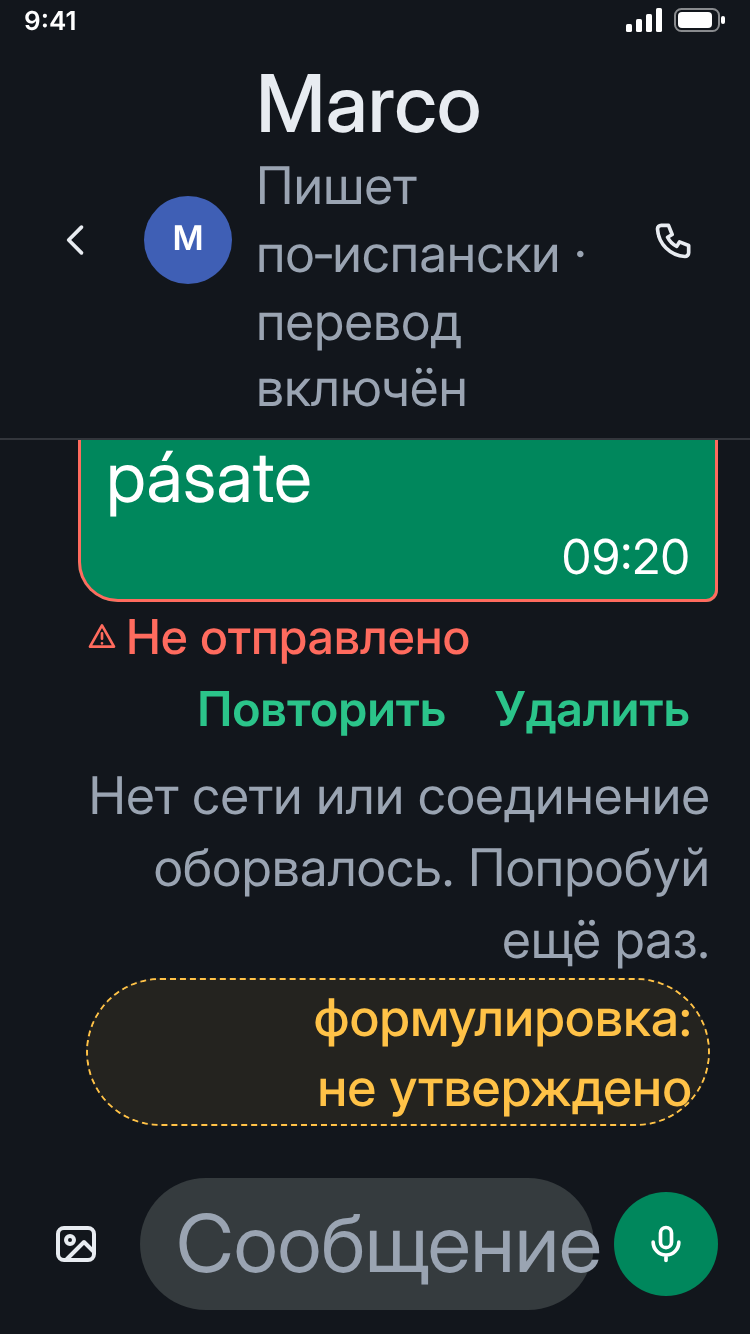 9:41
Marco
Пишет
по-испански ·
перевод
включён
M
pásate
09:20
Не отправлено
Повторить Удалить
Нет сети или соединение
оборвалось. Попробуй
ещё раз.
формулировка:
не утверждено
Сообщение